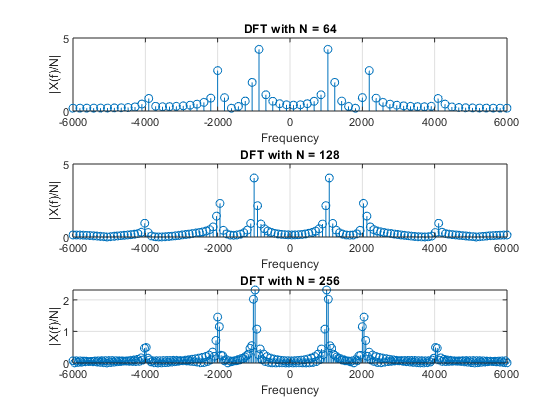 DFT with N = 64
5
|X(f)/N|
0
-6000 -4000 -2000 0 2000 4000 6000
Frequency
DFT with N = 128
5
|X(f)/N|
0
-6000 -4000 -2000 0 2000 4000 6000
Frequency
DFT with N = 256
2
|X(f)/N|
1
0
-6000 -4000 -2000 0 2000 4000 6000
Frequency